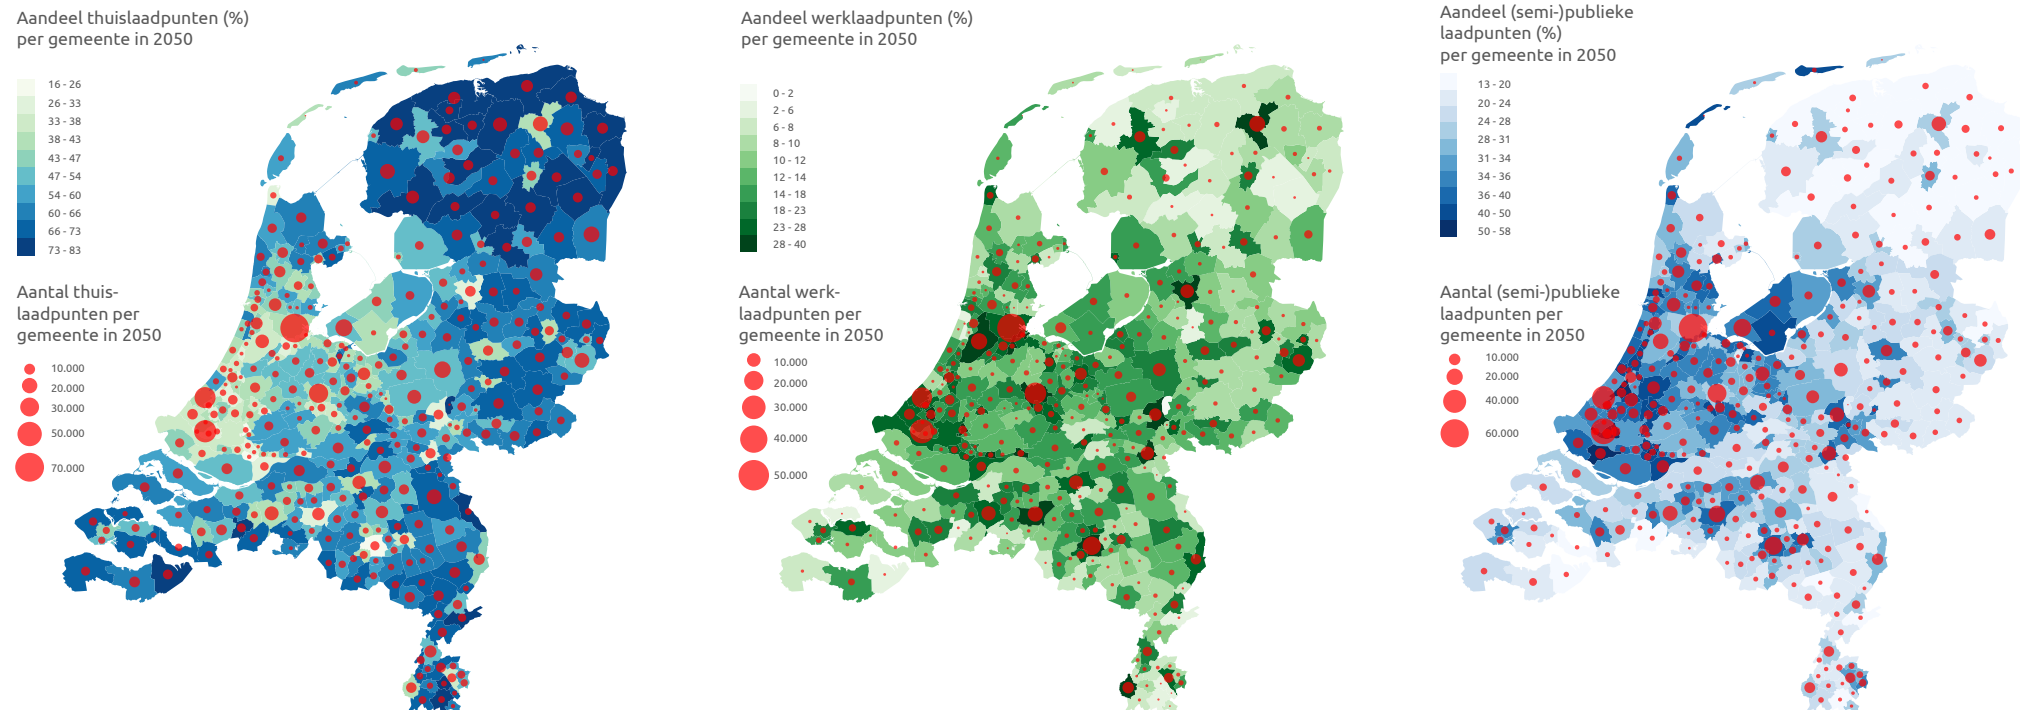 Aandeel thuislaadpunten (%)
per gemeente in 2050
16 - 26
26 - 33
33 - 38
38 - 43
43 - 47
47 - 54
54 - 60
60 - 66
66 - 73
73 - 83
Aantal thuis-
laadpunten per
gemeente in 2050
10.000
20.000
30.000
50.000
70.000
Aandeel werklaadpunten (%)
per gemeente in 2050
0 - 2
2 - 6
6 - 8
8 - 10
10 - 12
12 - 14
14 - 18
18 - 23
23 - 28
28 - 40
Aantal werk-
laadpunten per
gemeente in 2050
10.000
20.000
30.000
40.000
50.000
Aandeel (semi-)publieke
laadpunten (%)
per gemeente in 2050
13 - 20
20 - 24
24 - 28
28 - 31
31 - 34
34 - 36
36 - 40
40 - 50
50 - 58
Aantal (semi-)publieke
laadpunten per
gemeente in 2050
10.000
20.000
40.000
60.000